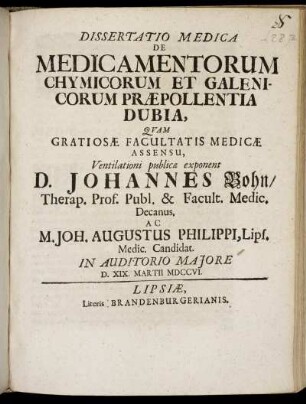 DISSERTATIO MEDICA
DE
MEDICAMENTORUM
CHYMICORUM ET GALENI-
CORUM PRÆPOLLENTIA
DUBIA,
QVAM
GRATIOSÆ FACULTATIS MEDICÆ
ASSENSU,
Ventilationi publicæ exponent
D. JOHANNES Bohn/
Therap. Prof. Publ. & Facult. Medic.
Decanus,
AC
M. JOH. AUGUSTUS PHILIPPI, Lips.
Medic. Candidat.
IN AUDITORIO MAJORE
D. XIX. MARTII MDCCVI.
LIPSIÆ,
Literis BRANDENBURGERIANIS.